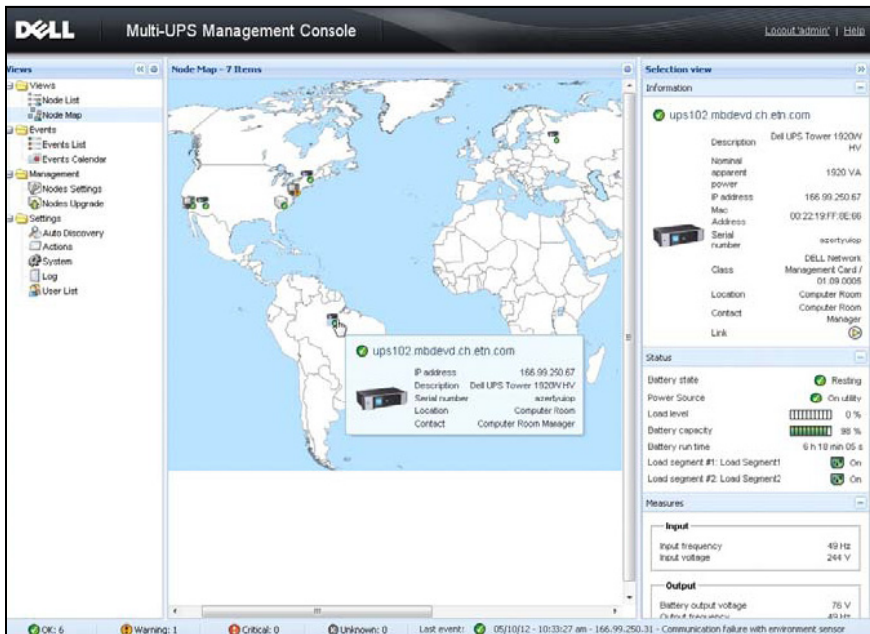 DELL
Multi-UPS Management Console
Logout 'admin' | Help
Views
Views
Node List
Node Map
Events
Events List
Events Calendar
Management
Nodes Settings
Nodes Upgrade
Settings
Auto Discovery
Actions
System
Log
User List
Node Map - 7 Items
ups102.mbdevd.ch.etn.com
IP address 166.99.250.67
Description Dell UPS Tower 1920W HV
Serial number azertyuiop
Location Computer Room
Contact Computer Room Manager
Selection view
Information
ups102.mbdevd.ch.etn.com
Description Dell UPS Tower 1920W HV
Nominal apparent power 1920 VA
IP address 166.99.250.67
Mac Address 00:22:19:FF:8E:66
Serial number azertyuiop
Class DELL Network Management Card / 01.09.0006
Location Computer Room
Contact Computer Room Manager
Link
Status
Battery state Resting
Power Source On utility
Load level 0 %
Battery capacity 98 %
Battery run time 6 h 18 min 05 s
Load segment #1: Load Segment1 On
Load segment #2: Load Segment2 On
Measures
Input
Input frequency 49 Hz
Input voltage 244 V
Output
Battery output voltage 76 V
Output frequency 49 Hz
OK: 6
Warning: 1
Critical: 0
Unknown: 0
Last event: 05/10/12 - 10:33:27 am - 166.99.250.31 - Communication failure with environment sensor